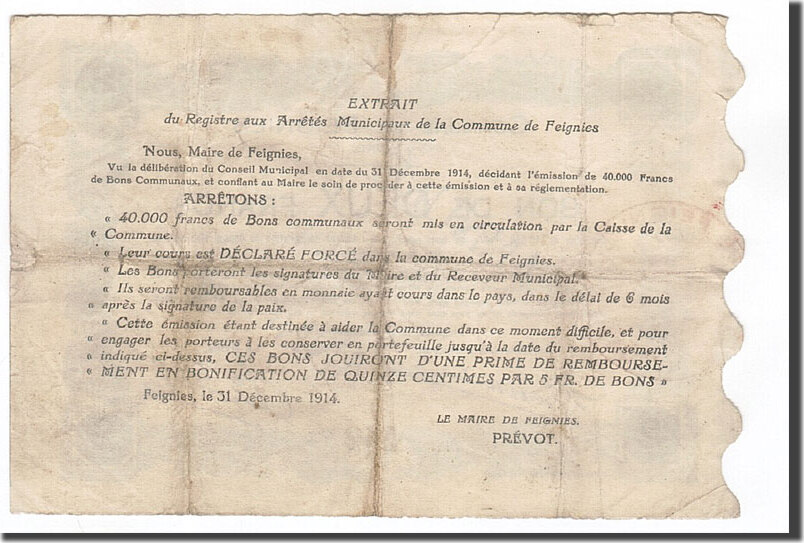 EXTRAIT
du Registre aux Arrêtés Municipaux de la Commune de Feignies
Nous, Maire de Feignies,
Vu la délibération du Conseil Municipal en date du 31 Décembre 1914, décidant l'émission de 40.000 Francs
de Bons Communaux, et confiant au Maire le soin de procéder à cette émission et à sa réglementation.
ARRÊTONS :
« 40.000 francs de Bons communaux seront mis en circulation par la Caisse de la
« Commune.
« Leur cours est DÉCLARÉ FORCÉ dans la commune de Feignies.
« Les Bons porteront les signatures du Maire et du Receveur Municipal.
« Ils seront remboursables en monnaie ayant cours dans le pays, dans le délai de 6 mois
« après la signature de la paix.
« Cette émission étant destinée à aider la Commune dans ce moment difficile, et pour
« engager les porteurs à les conserver en portefeuille jusqu'à la date du remboursement
« indiqué ci-dessus, CES BONS JOUIRONT D'UNE PRIME DE REMBOURSE-
« MENT EN BONIFICATION DE QUINZE CENTIMES PAR 5 FR. DE BONS »
Feignies, le 31 Décembre 1914.
LE MAIRE DE FEIGNIES.
PRÉVOT.